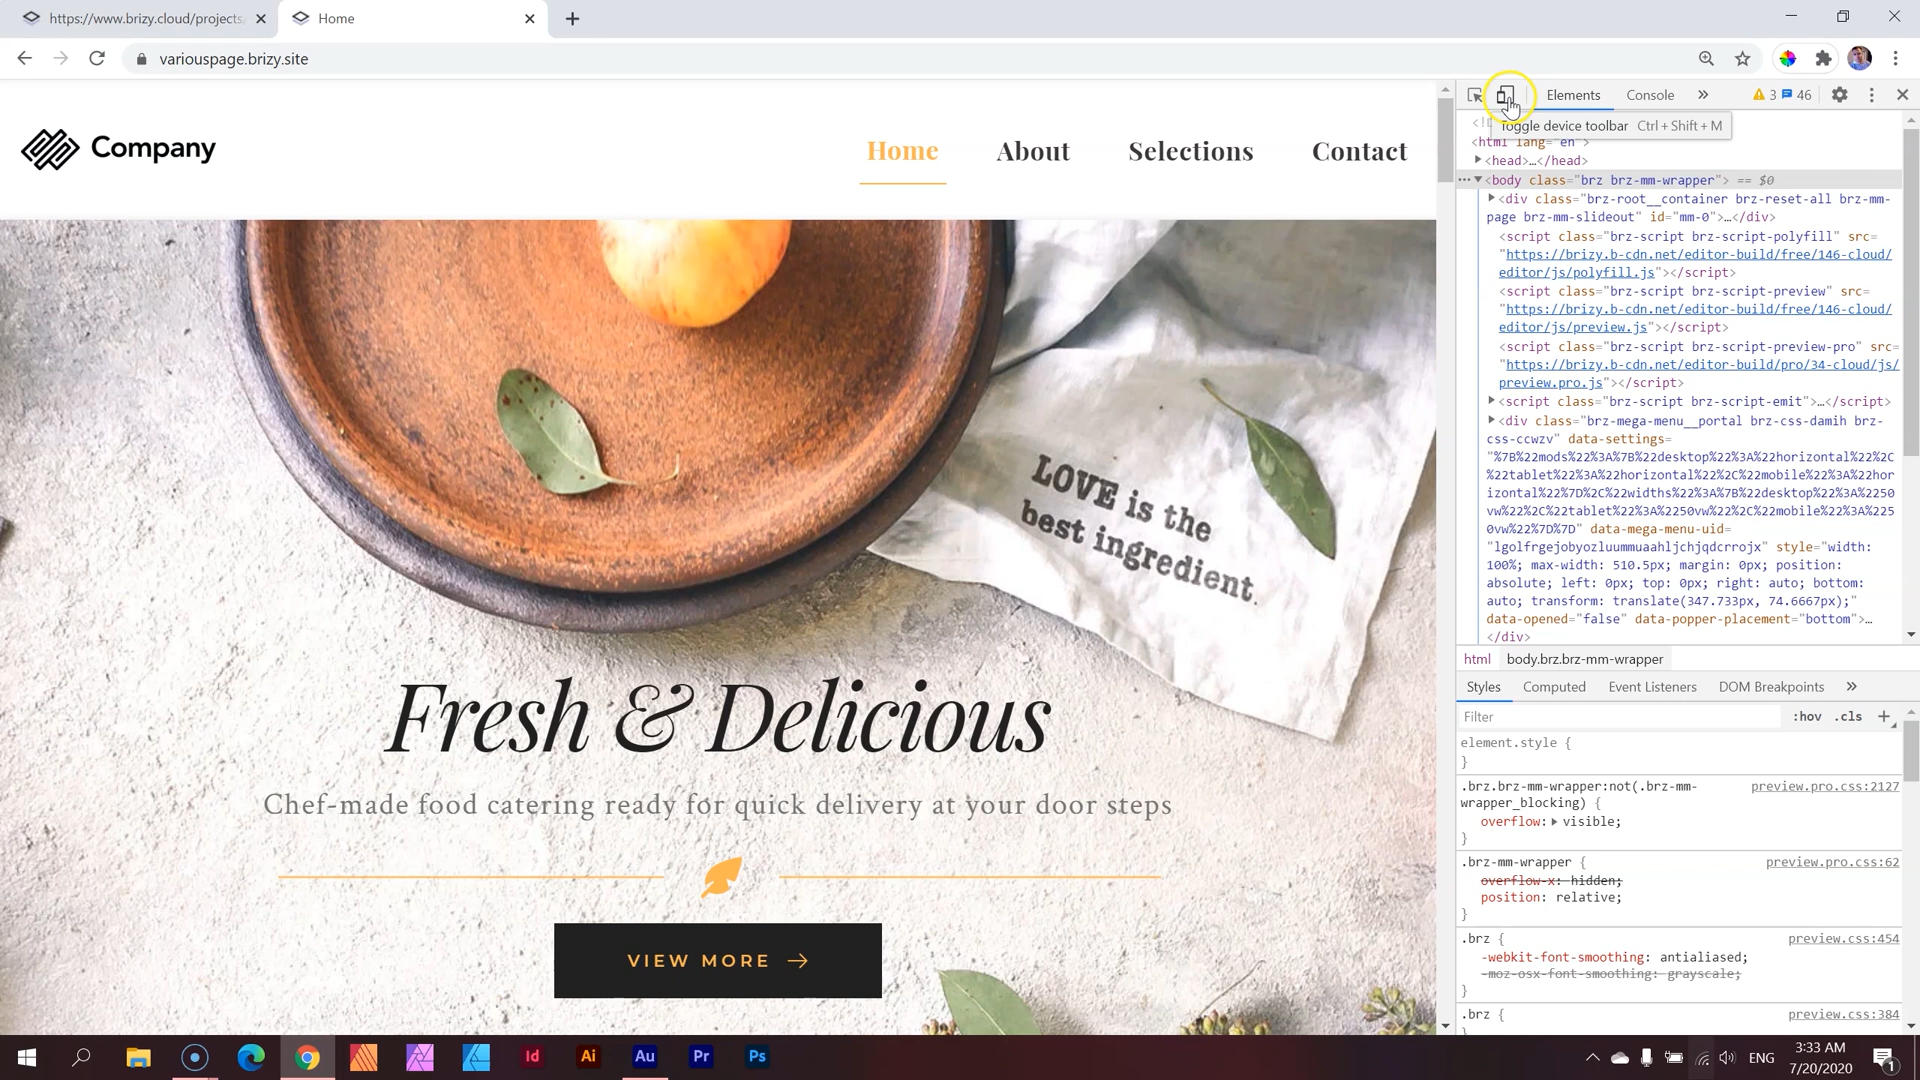 https://www.brizy.cloud/projects
Home
variouspage.brizy.site
Company
Home
About
Selections
Contact
LOVE is the
best ingredient.
Fresh & Delicious
Chef-made food catering ready for quick delivery at your door steps
VIEW MORE
Elements
Console
»
3
46
Toggle device toolbar Ctrl + Shift + M
<html lang="en">
<head>…</head>
<body class="brz brz-mm-wrapper"> == $0
<div class="brz-root__container brz-reset-all brz-mm-
page brz-mm-slideout" id="mm-0">…</div>
<script class="brz-script brz-script-polyfill" src=
"https://brizy.b-cdn.net/editor-build/free/146-cloud/
editor/js/polyfill.js"></script>
<script class="brz-script brz-script-preview" src=
"https://brizy.b-cdn.net/editor-build/free/146-cloud/
editor/js/preview.js"></script>
<script class="brz-script brz-script-preview-pro" src=
"https://brizy.b-cdn.net/editor-build/pro/34-cloud/js/
preview.pro.js"></script>
<script class="brz-script brz-script-emit">…</script>
<div class="brz-mega-menu__portal brz-css-damih brz-
css-ccwzv" data-settings=
"%7B%22mods%22%3A%7B%22desktop%22%3A%22horizontal%22%2C
%22tablet%22%3A%22horizontal%22%2C%22mobile%22%3A%22hor
izontal%22%7D%2C%22widths%22%3A%7B%22desktop%22%3A%2250
vw%22%2C%22tablet%22%3A%2250vw%22%2C%22mobile%22%3A%225
0vw%22%7D%7D" data-mega-menu-uid=
"lgolfrgejobyozluummuaahljchjqdcrrojx" style="width:
100%; max-width: 510.5px; margin: 0px; position:
absolute; left: 0px; top: 0px; right: auto; bottom:
auto; transform: translate(347.733px, 74.6667px);"
data-opened="false" data-popper-placement="bottom">…
</div>
html body.brz.brz-mm-wrapper
Styles
Computed
Event Listeners
DOM Breakpoints
»
Filter
:hov .cls +
element.style {
}
.brz.brz-mm-wrapper:not(.brz-mm-
wrapper_blocking) {
preview.pro.css:2127
overflow: visible;
}
.brz-mm-wrapper {
preview.pro.css:62
overflow-x: hidden;
position: relative;
}
.brz {
preview.css:454
-webkit-font-smoothing: antialiased;
-moz-osx-font-smoothing: grayscale;
}
.brz {
preview.css:384
Id
Ai
Au
Pr
Ps
ENG
3:33 AM
7/20/2020
1